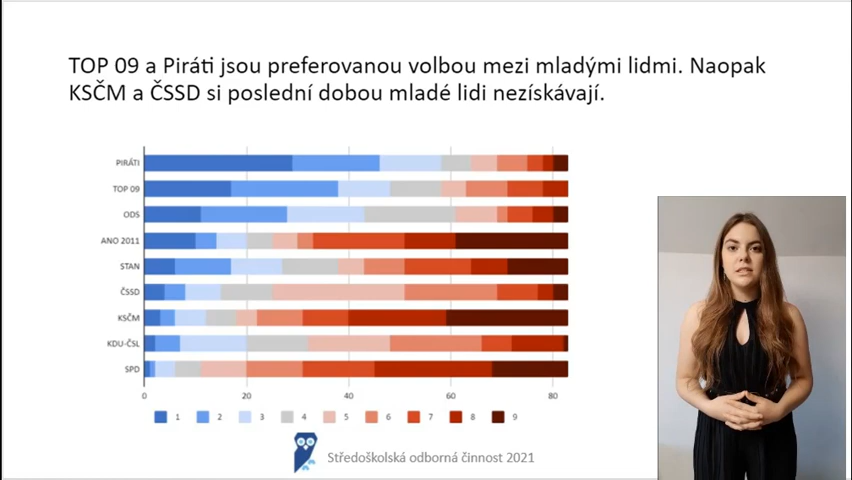 TOP 09 a Piráti jsou preferovanou volbou mezi mladými lidmi. Naopak
KSČM a ČSSD si poslední dobou mladé lidi nezískávají.
PIRÁTI
TOP 09
ODS
ANO 2011
STAN
ČSSD
KSČM
KDU-ČSL
SPD
0 20 40 60 80
1 2 3 4 5 6 7 8 9
Středoškolská odborná činnost 2021